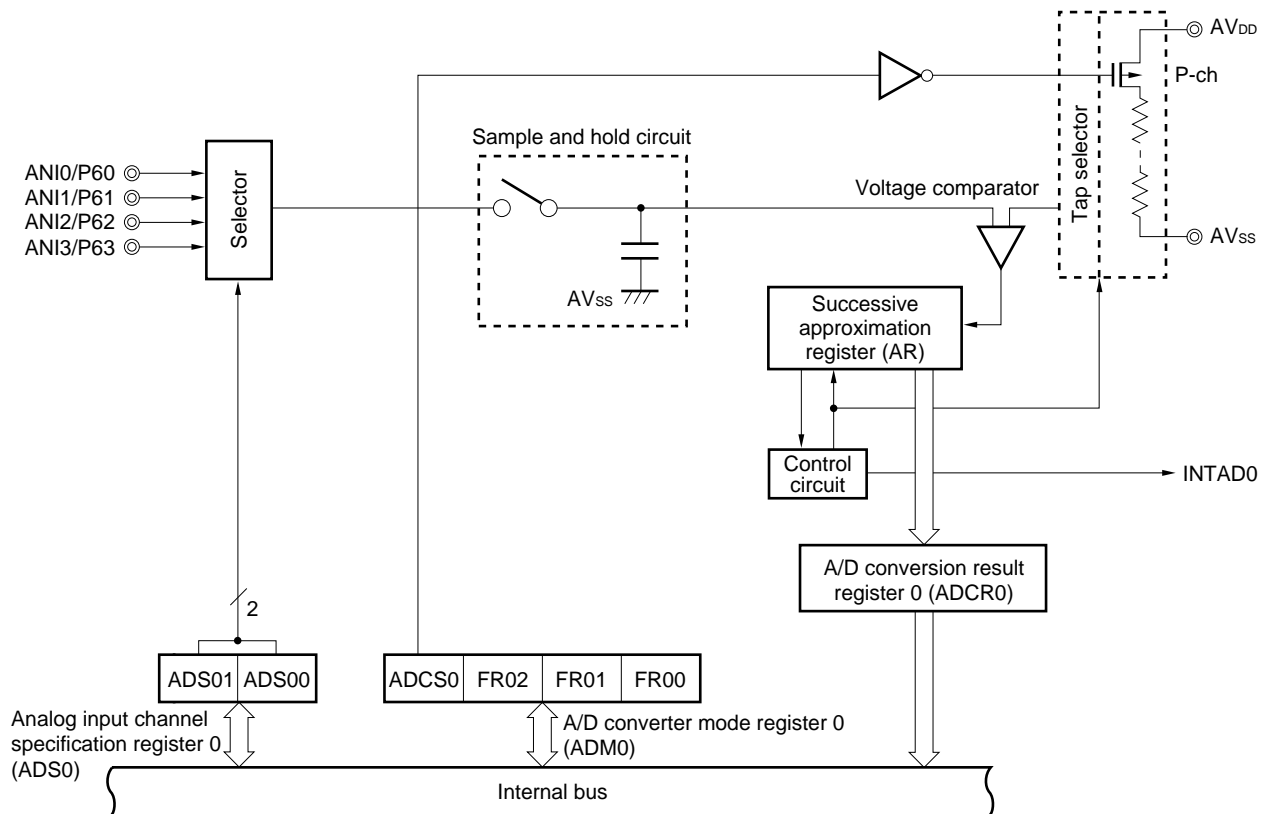 AVDD
P-ch
Tap selector
AVSS
Sample and hold circuit
AVSS
Voltage comparator
ANI0/P60
ANI1/P61
ANI2/P62
ANI3/P63
Selector
Successive
approximation
register (AR)
Control
circuit
INTAD0
A/D conversion result
register 0 (ADCR0)
2
ADS01
ADS00
ADCS0
FR02
FR01
FR00
Analog input channel
specification register 0
(ADS0)
A/D converter mode register 0
(ADM0)
Internal bus